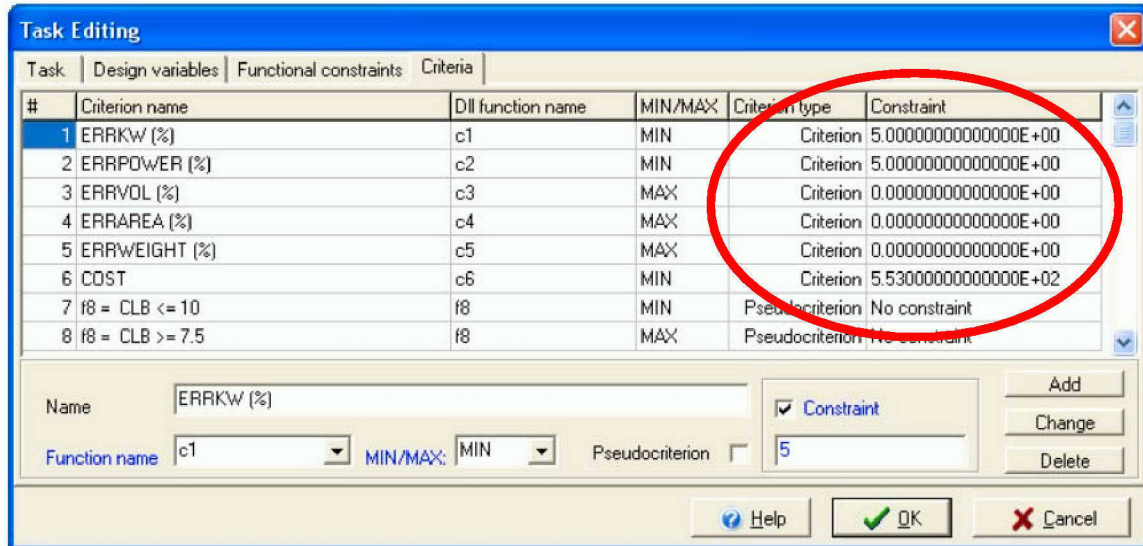 Task Editing
Task Design variables Functional constraints Criteria
# Criterion name Dll function name MIN/MAX Criterion type Constraint
1 ERRKW (%) c1 MIN Criterion 5.00000000000000E+00
2 ERRPOWER (%) c2 MIN Criterion 5.00000000000000E+00
3 ERRVOL (%) c3 MAX Criterion 0.00000000000000E+00
4 ERRAREA (%) c4 MAX Criterion 0.00000000000000E+00
5 ERRWEIGHT (%) c5 MAX Criterion 0.00000000000000E+00
6 COST c6 MIN Criterion 5.53000000000000E+02
7 f8 = CLB <= 10 f8 MIN Pseudocriterion No constraint
8 f8 = CLB >= 7.5 f8 MAX Pseudocriterion No constraint
Name ERRKW (%) Constraint Add
Change
Function name c1 MIN/MAX: MIN Pseudocriterion 5 Delete
Help OK Cancel